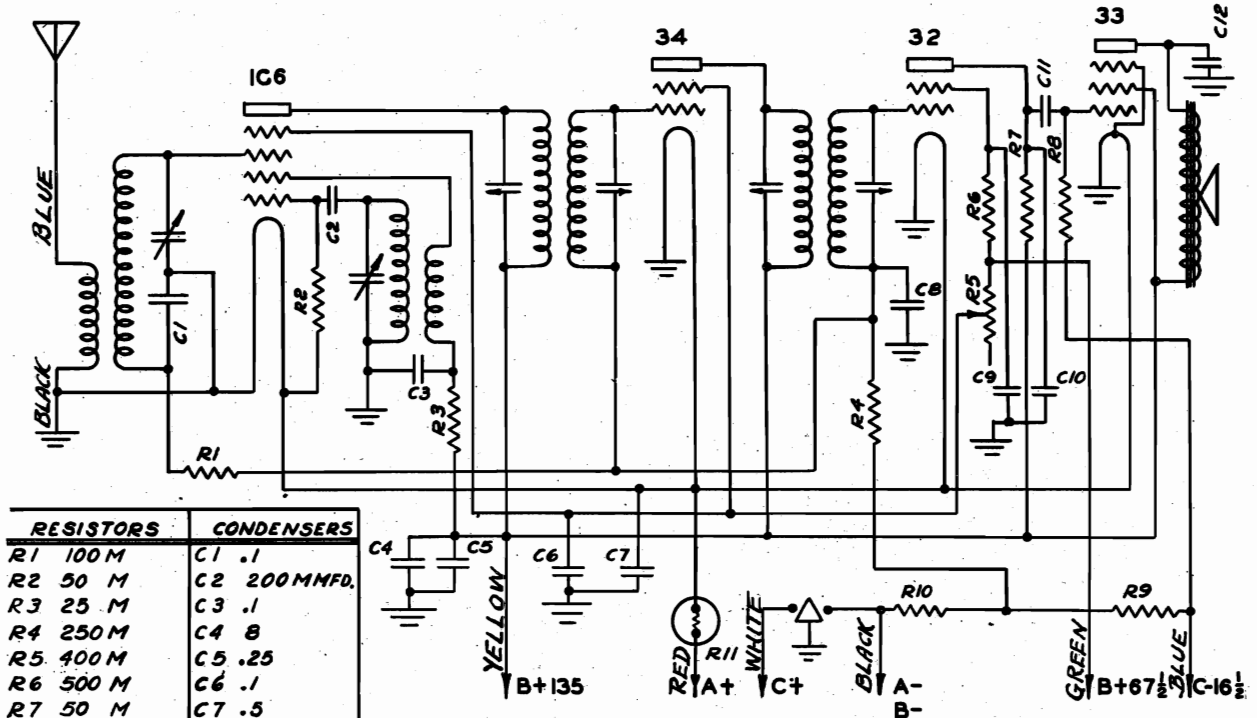 33
C12
34
32
1C6
C11
R7
R8
BLUE
R6
C2
R2
C8
R5
C1
C3
R3
C9
C10
BLACK
R4
R1
RESISTORS CONDENSERS
R1 100 M C1 .1
R2 50 M C2 200 MMFD.
R3 25 M C3 .1
R4 250 M C4 8
R5 400 M C5 .25
R6 500 M C6 .1
R7 50 M C7 .5
C4
C5
C6
C7
YELLOW
B+135
RED
R11
A+
WHITE
C+
BLACK
A-
B-
R10
R9
GREEN
B+67½
BLUE
C-16½